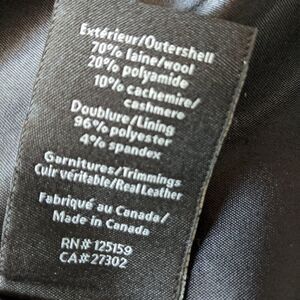 Extérieur/Outershell
70% laine/wool
20% polyamide
10% cachemire/
cashmere
Doublure/Lining
96% polyester
4% spandex
Garnitures/Trimmings
Cuir véritable/Real Leather
Fabriqué au Canada/
Made in Canada
RN# 125159
CA# 27302